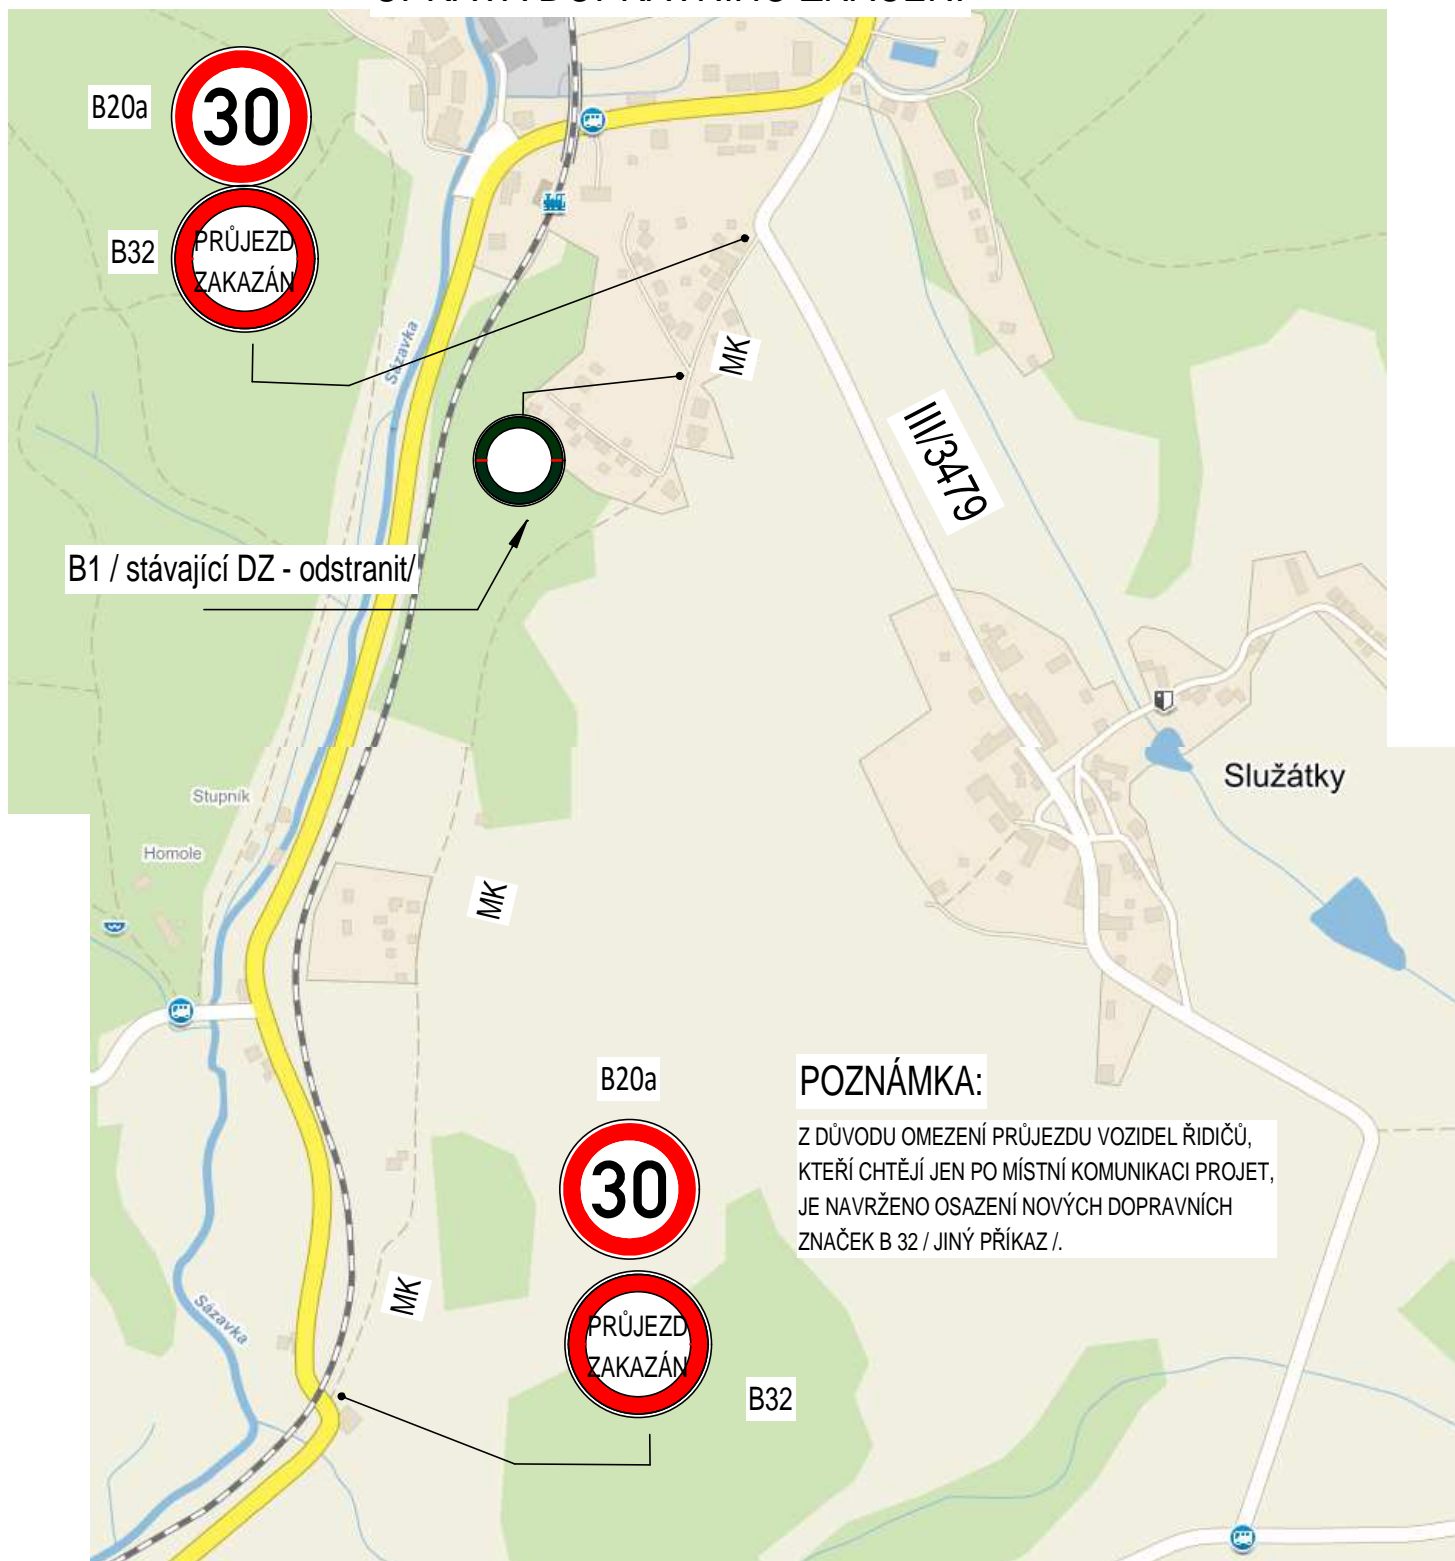 B20a
30
B32
PRŮJEZD
ZAKAZÁN
Sázavka
MK
III/3479
B1 / stávající DZ - odstranit/
Služátky
Stupník
Homole
MK
B20a
30
POZNÁMKA:
Z DŮVODU OMEZENÍ PRŮJEZDU VOZIDEL ŘIDIČŮ,
KTEŘÍ CHTĚJÍ JEN PO MÍSTNÍ KOMUNIKACI PROJET,
JE NAVRŽENO OSAZENÍ NOVÝCH DOPRAVNÍCH
ZNAČEK B 32 / JINÝ PŘÍKAZ /.
MK
Sázavka
PRŮJEZD
ZAKAZÁN
B32